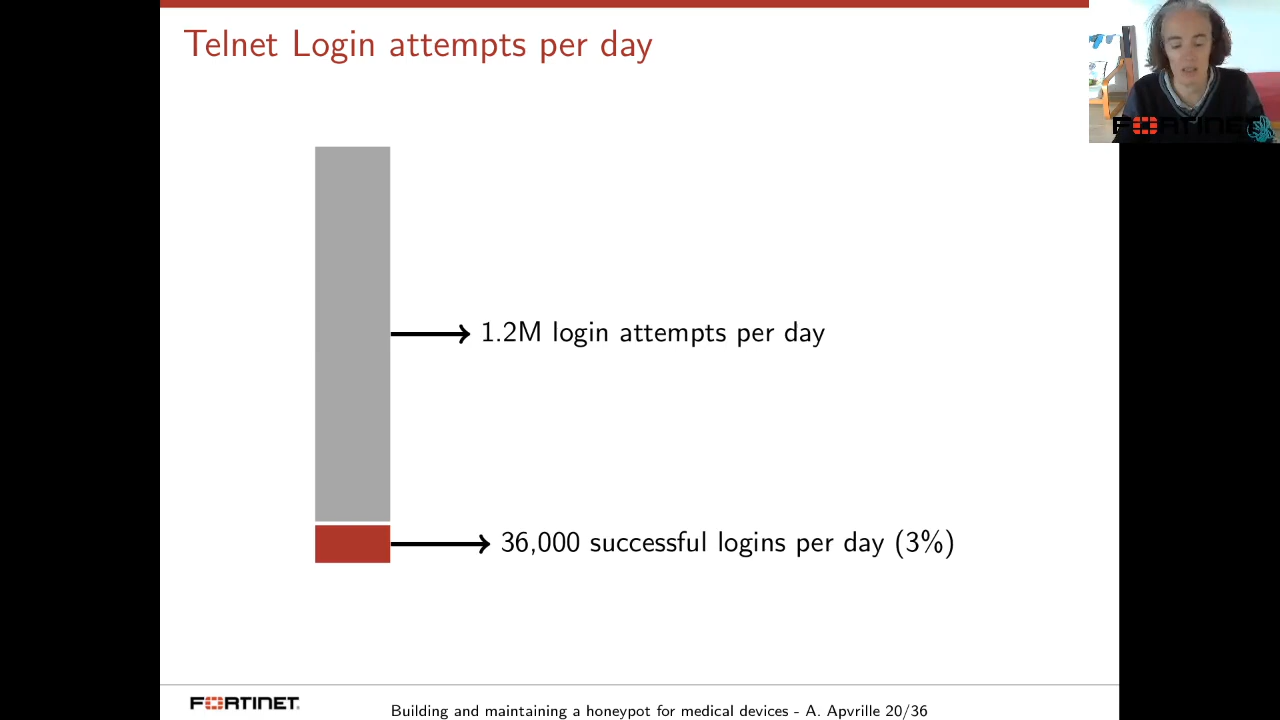 Telnet Login attempts per day
FORTINET
1.2M login attempts per day
36,000 successful logins per day (3%)
FORTINET
Building and maintaining a honeypot for medical devices - A. Apvrille 20/36